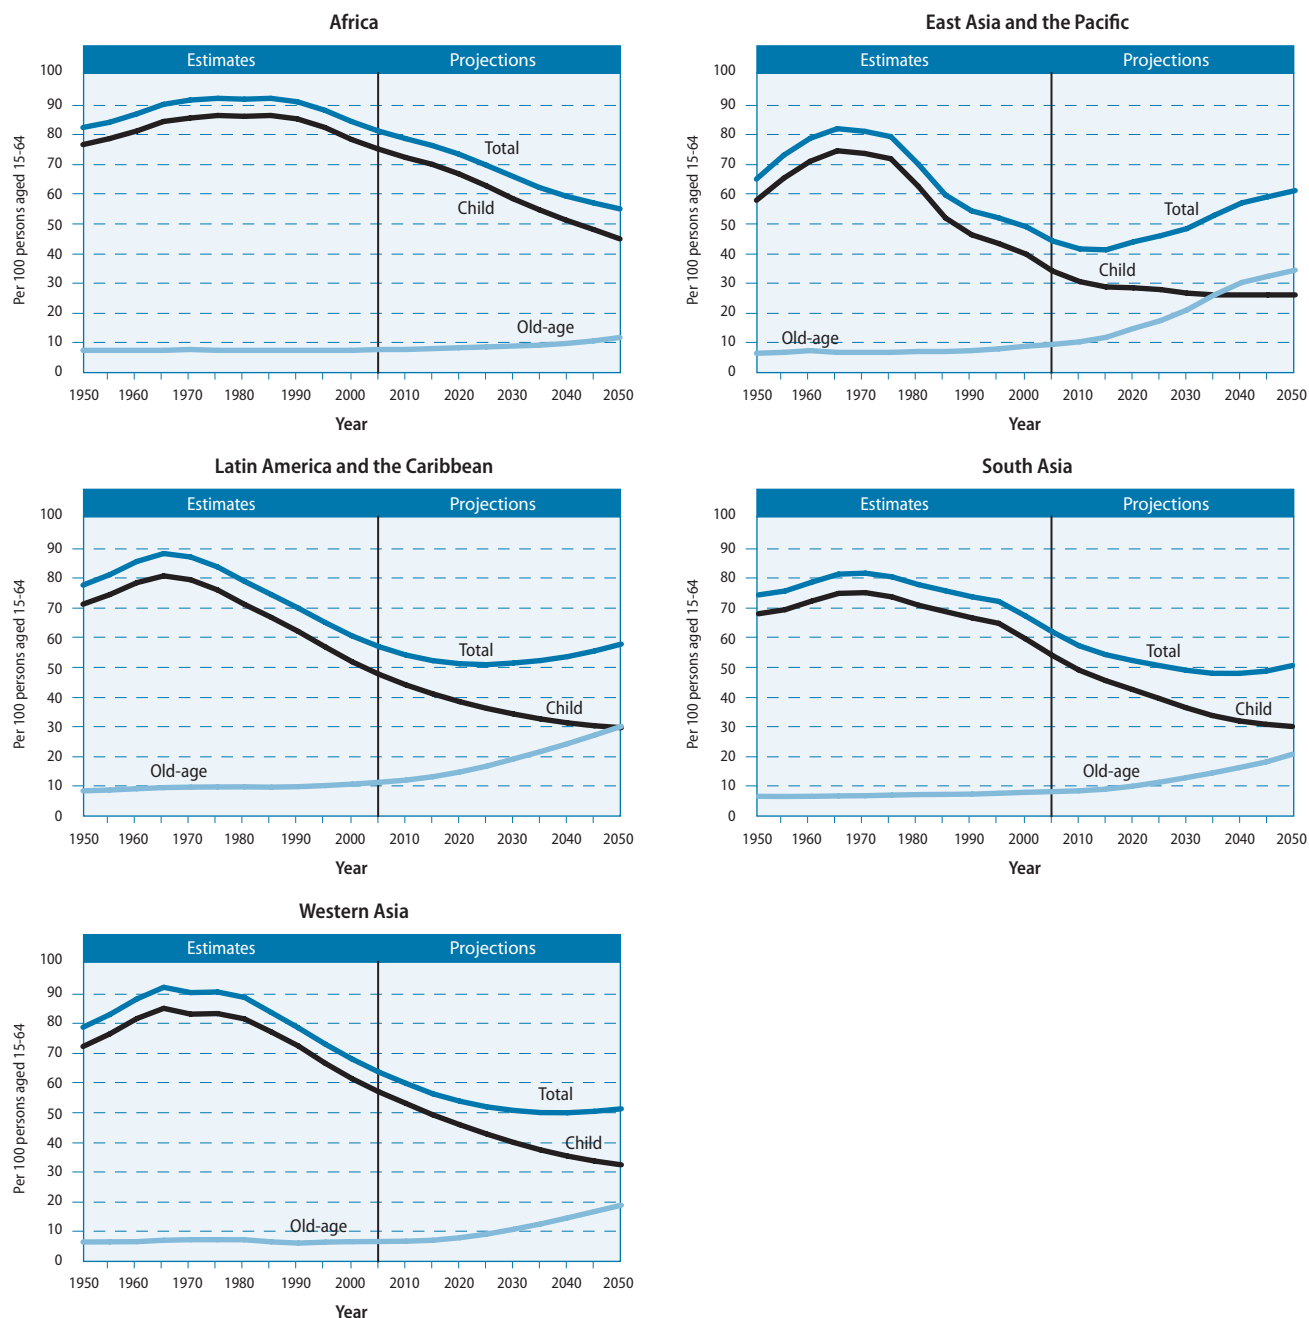 Africa
Estimates Projections
100
90
80
70
60
50
40
30
20
10
0
Per 100 persons aged 15-64
Total
Child
Old-age
1950 1960 1970 1980 1990 2000 2010 2020 2030 2040 2050
Year
East Asia and the Pacific
Estimates Projections
100
90
80
70
60
50
40
30
20
10
0
Per 100 persons aged 15-64
Total
Child
Old-age
1950 1960 1970 1980 1990 2000 2010 2020 2030 2040 2050
Year
Latin America and the Caribbean
Estimates Projections
100
90
80
70
60
50
40
30
20
10
0
Per 100 persons aged 15-64
Total
Child
Old-age
1950 1960 1970 1980 1990 2000 2010 2020 2030 2040 2050
Year
South Asia
Estimates Projections
100
90
80
70
60
50
40
30
20
10
0
Per 100 persons aged 15-64
Total
Child
Old-age
1950 1960 1970 1980 1990 2000 2010 2020 2030 2040 2050
Year
Western Asia
Estimates Projections
100
90
80
70
60
50
40
30
20
10
0
Per 100 persons aged 15-64
Total
Child
Old-age
1950 1960 1970 1980 1990 2000 2010 2020 2030 2040 2050
Year